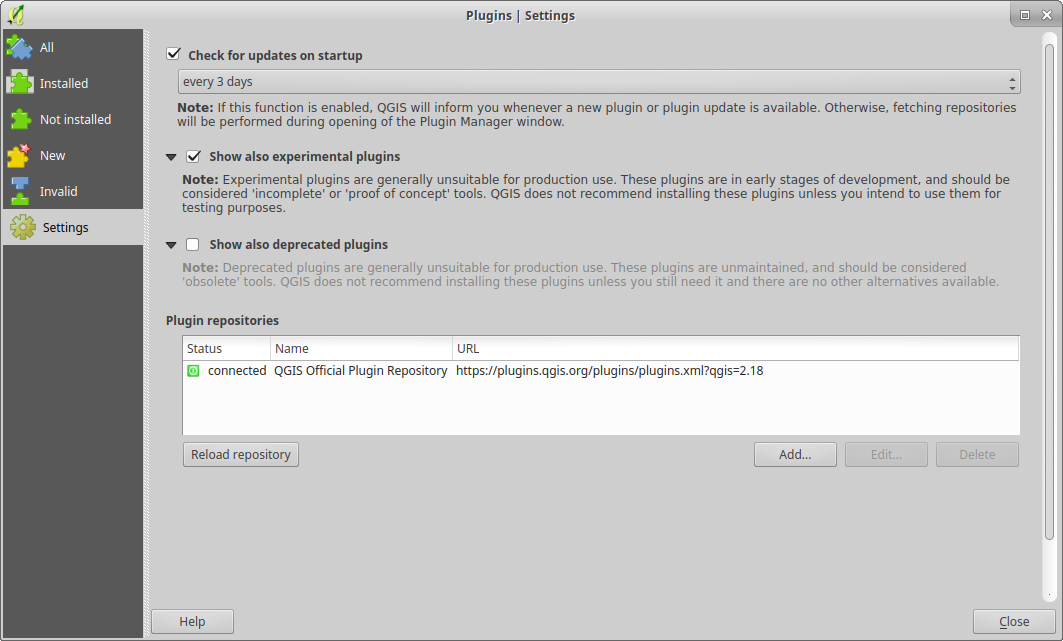 Plugins | Settings
All
Installed
Not installed
New
Invalid
Settings
Check for updates on startup
every 3 days
Note: If this function is enabled, QGIS will inform you whenever a new plugin or plugin update is available. Otherwise, fetching repositories
will be performed during opening of the Plugin Manager window.
Show also experimental plugins
Note: Experimental plugins are generally unsuitable for production use. These plugins are in early stages of development, and should be
considered 'incomplete' or 'proof of concept' tools. QGIS does not recommend installing these plugins unless you intend to use them for
testing purposes.
Show also deprecated plugins
Note: Deprecated plugins are generally unsuitable for production use. These plugins are unmaintained, and should be considered
'obsolete' tools. QGIS does not recommend installing these plugins unless you still need it and there are no other alternatives available.
Plugin repositories
Status Name URL
connected QGIS Official Plugin Repository https://plugins.qgis.org/plugins/plugins.xml?qgis=2.18
Reload repository Add... Edit... Delete
Help Close